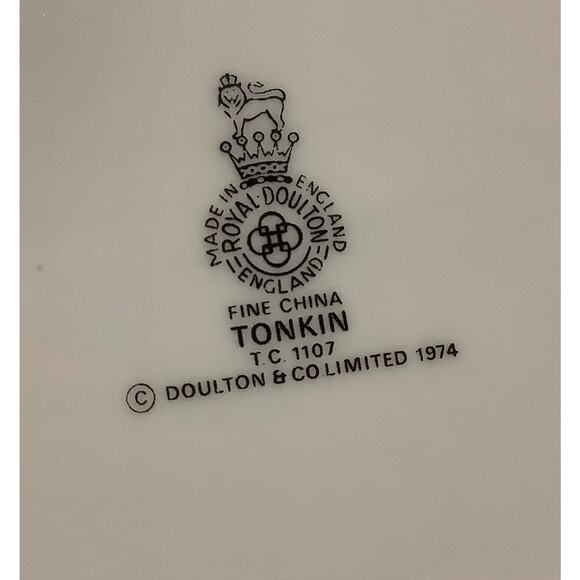 MADE IN ENGLAND
ROYAL·DOULTON
ENGLAND
FINE CHINA
TONKIN
T.C. 1107
© DOULTON & CO.LIMITED 1974